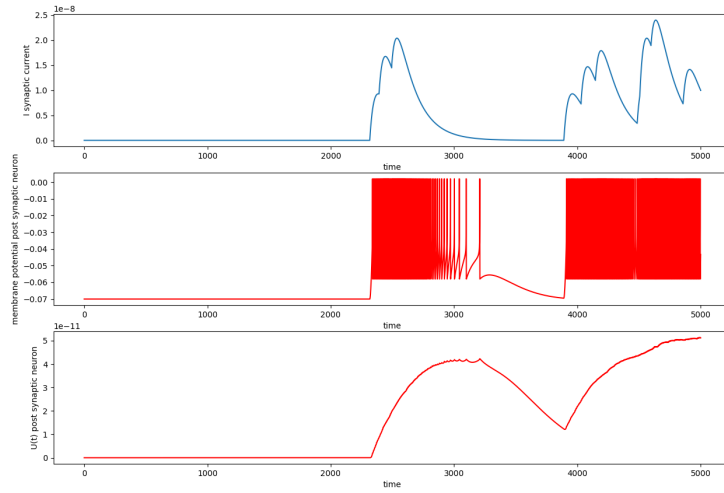 1e−8
I synaptic current
2.5
2.0
1.5
1.0
0.5
0.0
0 1000 2000 3000 4000 5000
time
membrane potential post synaptic neuron
0.00
−0.01
−0.02
−0.03
−0.04
−0.05
−0.06
−0.07
0 1000 2000 3000 4000 5000
time
1e−11
U(t) post synaptic neuron
5
4
3
2
1
0
0 1000 2000 3000 4000 5000
time